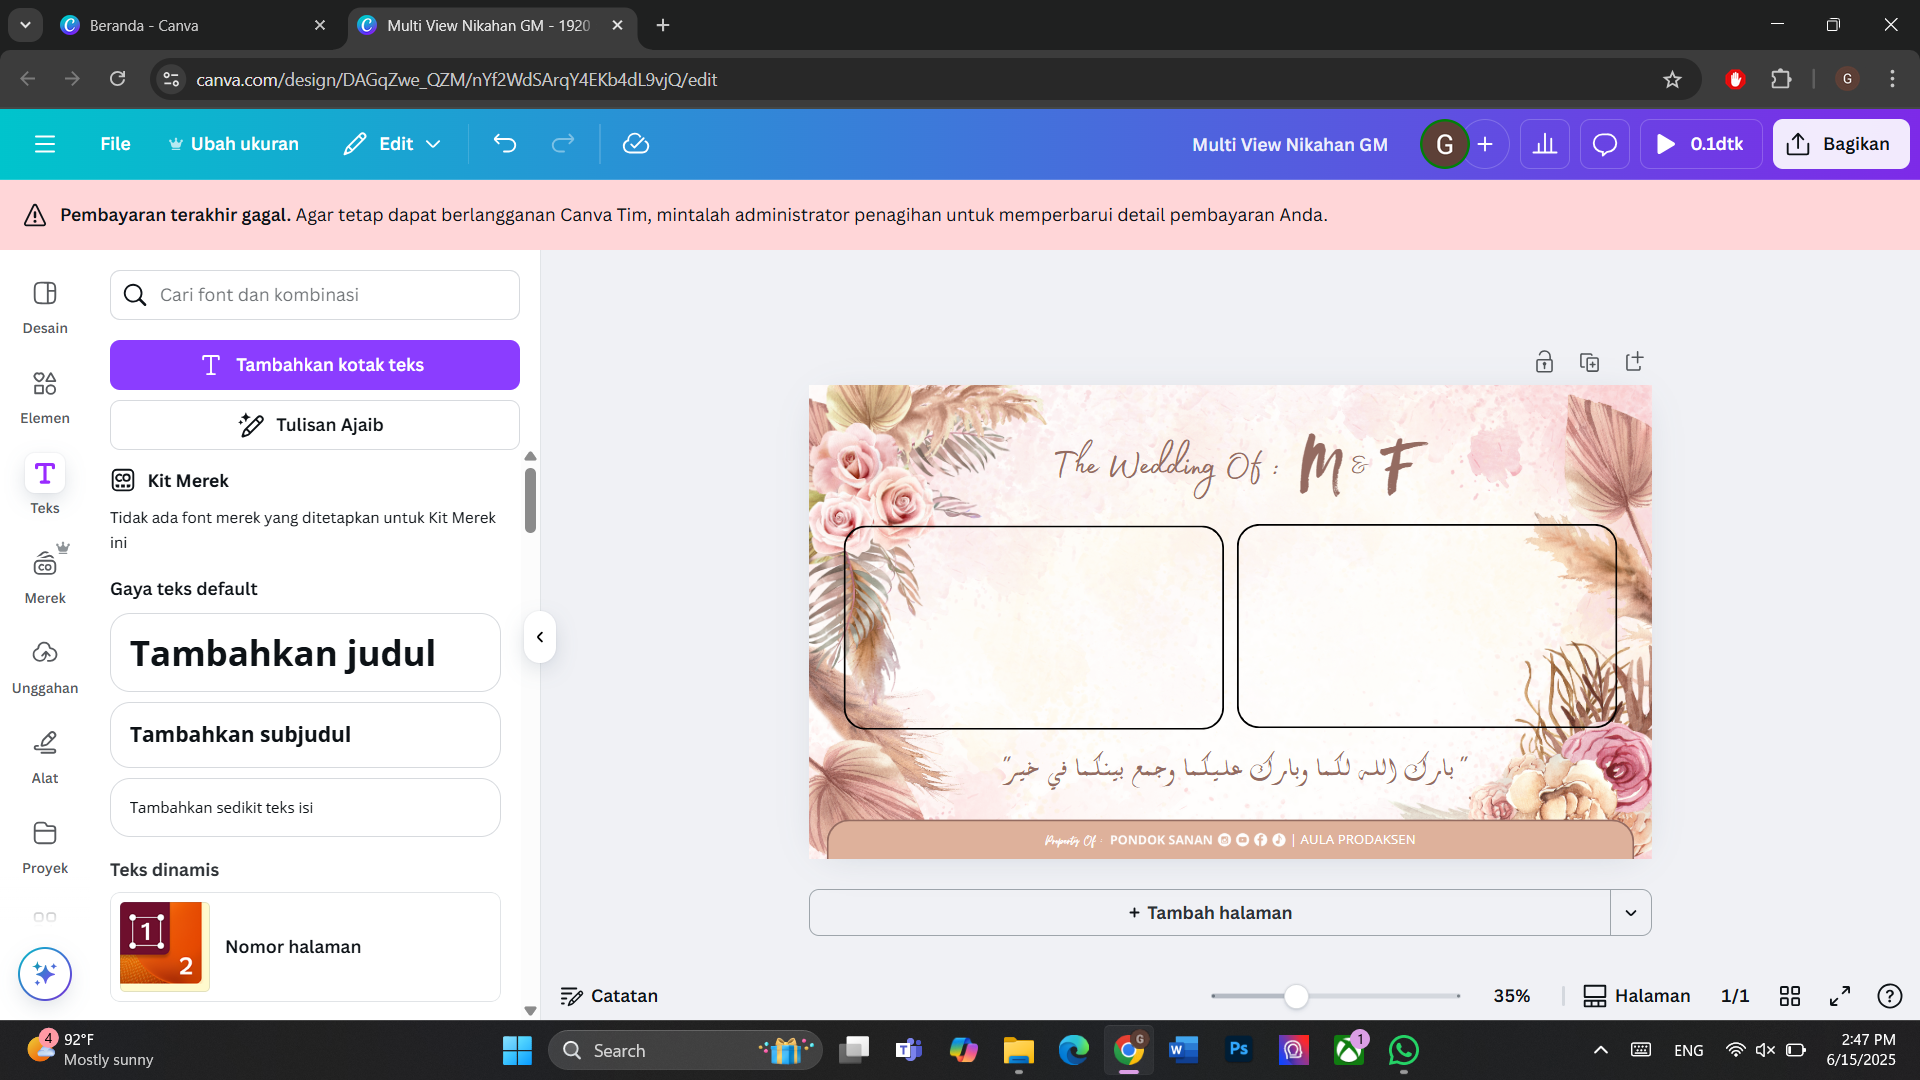 Beranda - Canva
Multi View Nikahan GM - 1920
canva.com/design/DAGqZwe_QZM/nYf2WdSArqY4EKb4dL9vjQ/edit
G
File
Ubah ukuran
Edit
Multi View Nikahan GM
G
0.1dtk
Bagikan
Pembayaran terakhir gagal. Agar tetap dapat berlangganan Canva Tim, mintalah administrator penagihan untuk memperbarui detail pembayaran Anda.
Desain
Elemen
Teks
Merek
Unggahan
Alat
Proyek
Cari font dan kombinasi
Tambahkan kotak teks
Tulisan Ajaib
Kit Merek
Tidak ada font merek yang ditetapkan untuk Kit Merek
ini
Gaya teks default
Tambahkan judul
Tambahkan subjudul
Tambahkan sedikit teks isi
Teks dinamis
1
2
Nomor halaman
The Wedding Of : M & F
"بارك الله لكما وبارك عليكما وجمع بينكما في خير"
Property Of : PONDOK SANAN | AULA PRODAKSEN
+ Tambah halaman
Catatan
35%
Halaman
1/1
4
92°F
Mostly sunny
Search
G
1
ENG
2:47 PM
6/15/2025